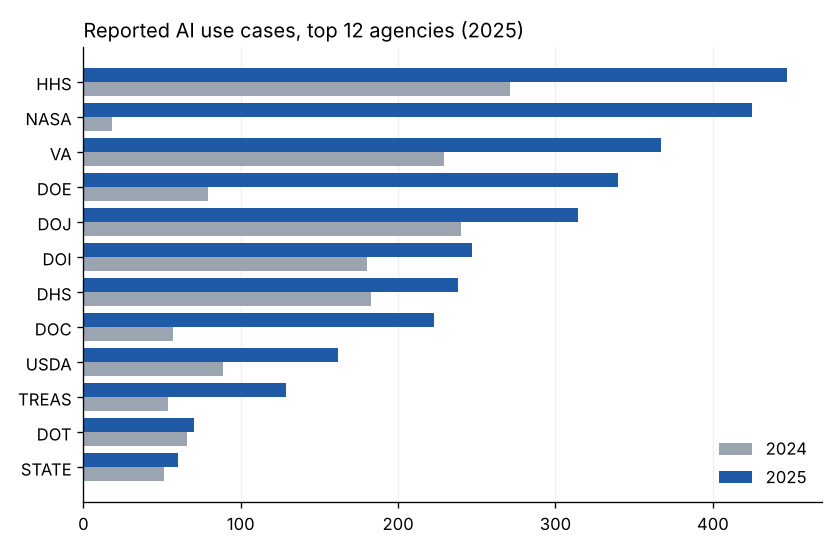 Reported AI use cases, top 12 agencies (2025)
HHS
NASA
VA
DOE
DOJ
DOI
DHS
DOC
USDA
TREAS
DOT
STATE
2024
2025
0 100 200 300 400